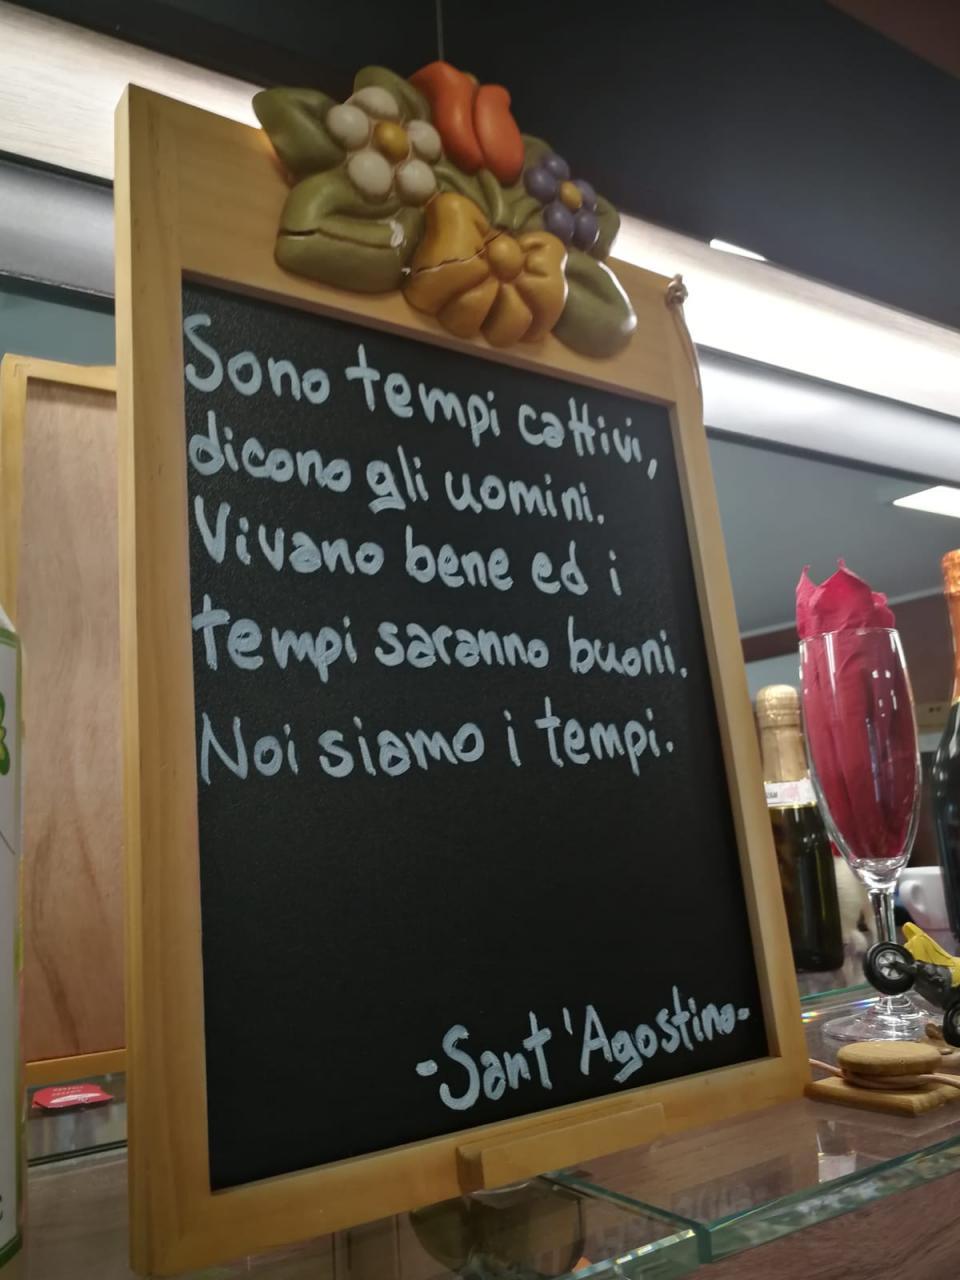 Sono tempi cattivi,
dicono gli uomini.
Vivano bene ed i
tempi saranno buoni.
Noi siamo i tempi.
-Sant'Agostino-